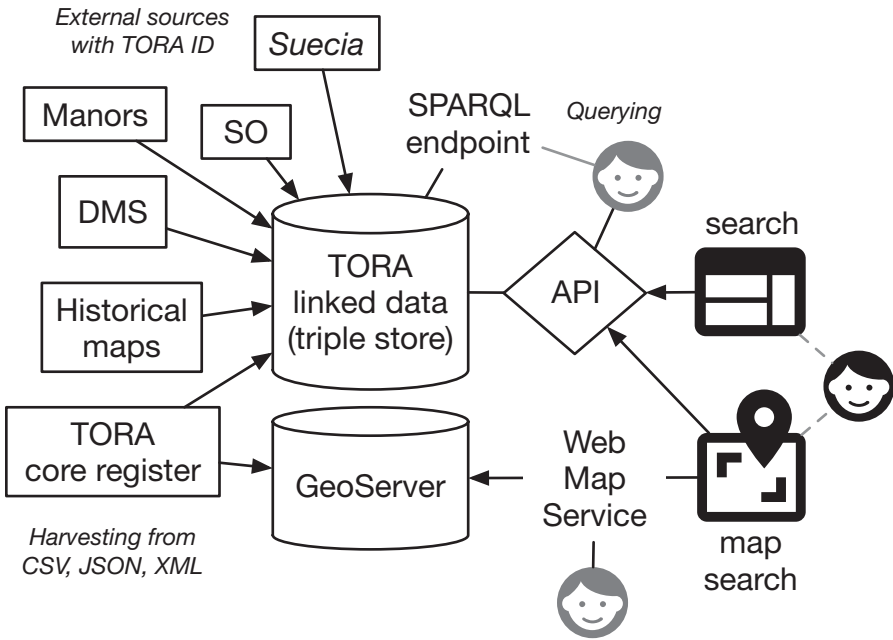 External sources
with TORA ID
Suecia
Manors
SO
SPARQL
endpoint
Querying
DMS
search
TORA
linked data
(triple store)
API
Historical
maps
TORA
core register
GeoServer
Web
Map
Service
Harvesting from
CSV, JSON, XML
map
search